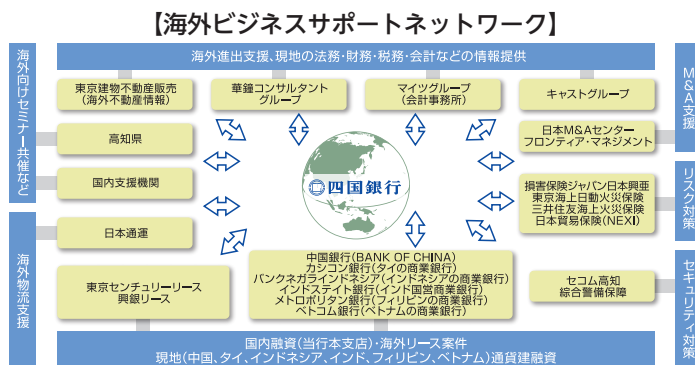 【海外ビジネスサポートネットワーク】
海外進出支援、現地の法務・財務・税務・会計などの情報提供
海外向けセミナー共催など
東京建物不動産販売
(海外不動産情報)
華鐘コンサルタント
グループ
マイツグループ
(会計事務所)
キャストグループ
M&A支援
高知県
日本M&Aセンター
フロンティア・マネジメント
国内支援機関
四国銀行
損害保険ジャパン日本興亜
東京海上日動火災保険
三井住友海上火災保険
日本貿易保険(NEXI)
リスク対策
日本通運
海外物流支援
東京センチュリーリース
興銀リース
中国銀行(BANK OF CHINA)
カシコン銀行(タイの商業銀行)
バンクネガラインドネシア(インドネシアの商業銀行)
インドステイト銀行(インド国営商業銀行)
メトロポリタン銀行(フィリピンの商業銀行)
ベトコム銀行(ベトナムの商業銀行)
セコム高知
綜合警備保障
セキュリティ対策
国内融資(当行本支店)・海外リース案件
現地(中国、タイ、インドネシア、インド、フィリピン、ベトナム)通貨建融資